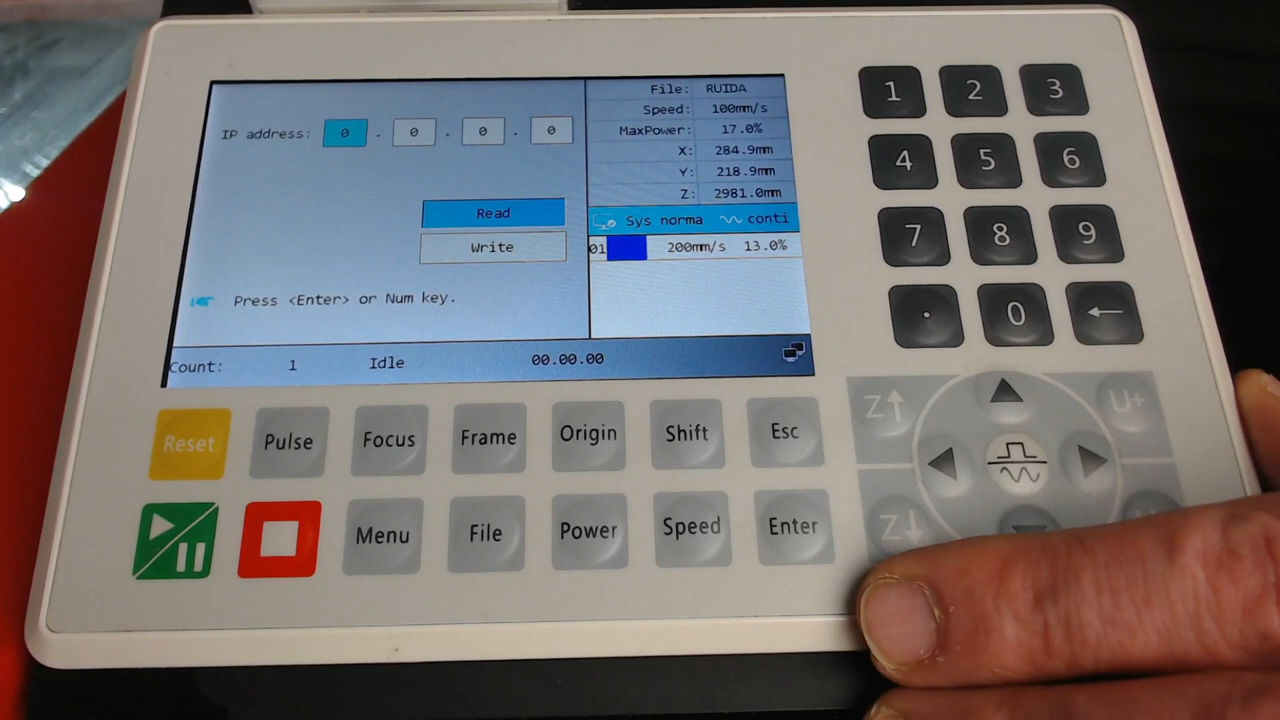 IP address: 0 . 0 . 0 . 0
Read
Write
Press <Enter> or Num key.
File: RUIDA
Speed: 100mm/s
MaxPower: 17.0%
X: 284.9mm
Y: 218.9mm
Z: 2981.0mm
Sys norma conti
01 200mm/s 13.0%
Count: 1 Idle 00.00.00
1 2 3
4 5 6
7 8 9
. 0 ←
Reset Pulse Focus Frame Origin Shift Esc
Menu File Power Speed Enter
Z↑ U+
Z↓